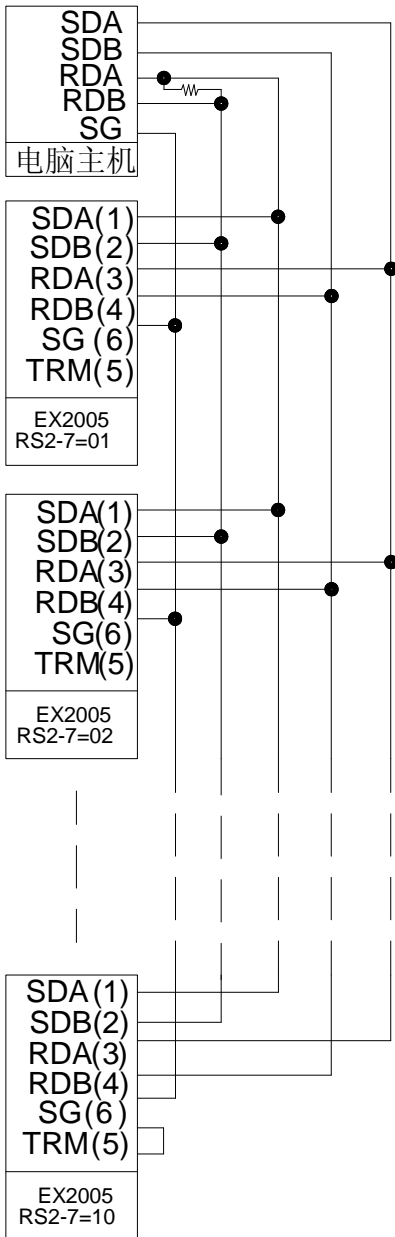 SDA
SDB
RDA
RDB
SG
电脑主机
SDA(1)
SDB(2)
RDA(3)
RDB(4)
SG (6)
TRM(5)
EX2005
RS2-7=01
SDA(1)
SDB(2)
RDA(3)
RDB(4)
SG(6)
TRM(5)
EX2005
RS2-7=02
SDA (1)
SDB(2)
RDA(3)
RDB(4)
SG(6)
TRM(5)
EX2005
RS2-7=10